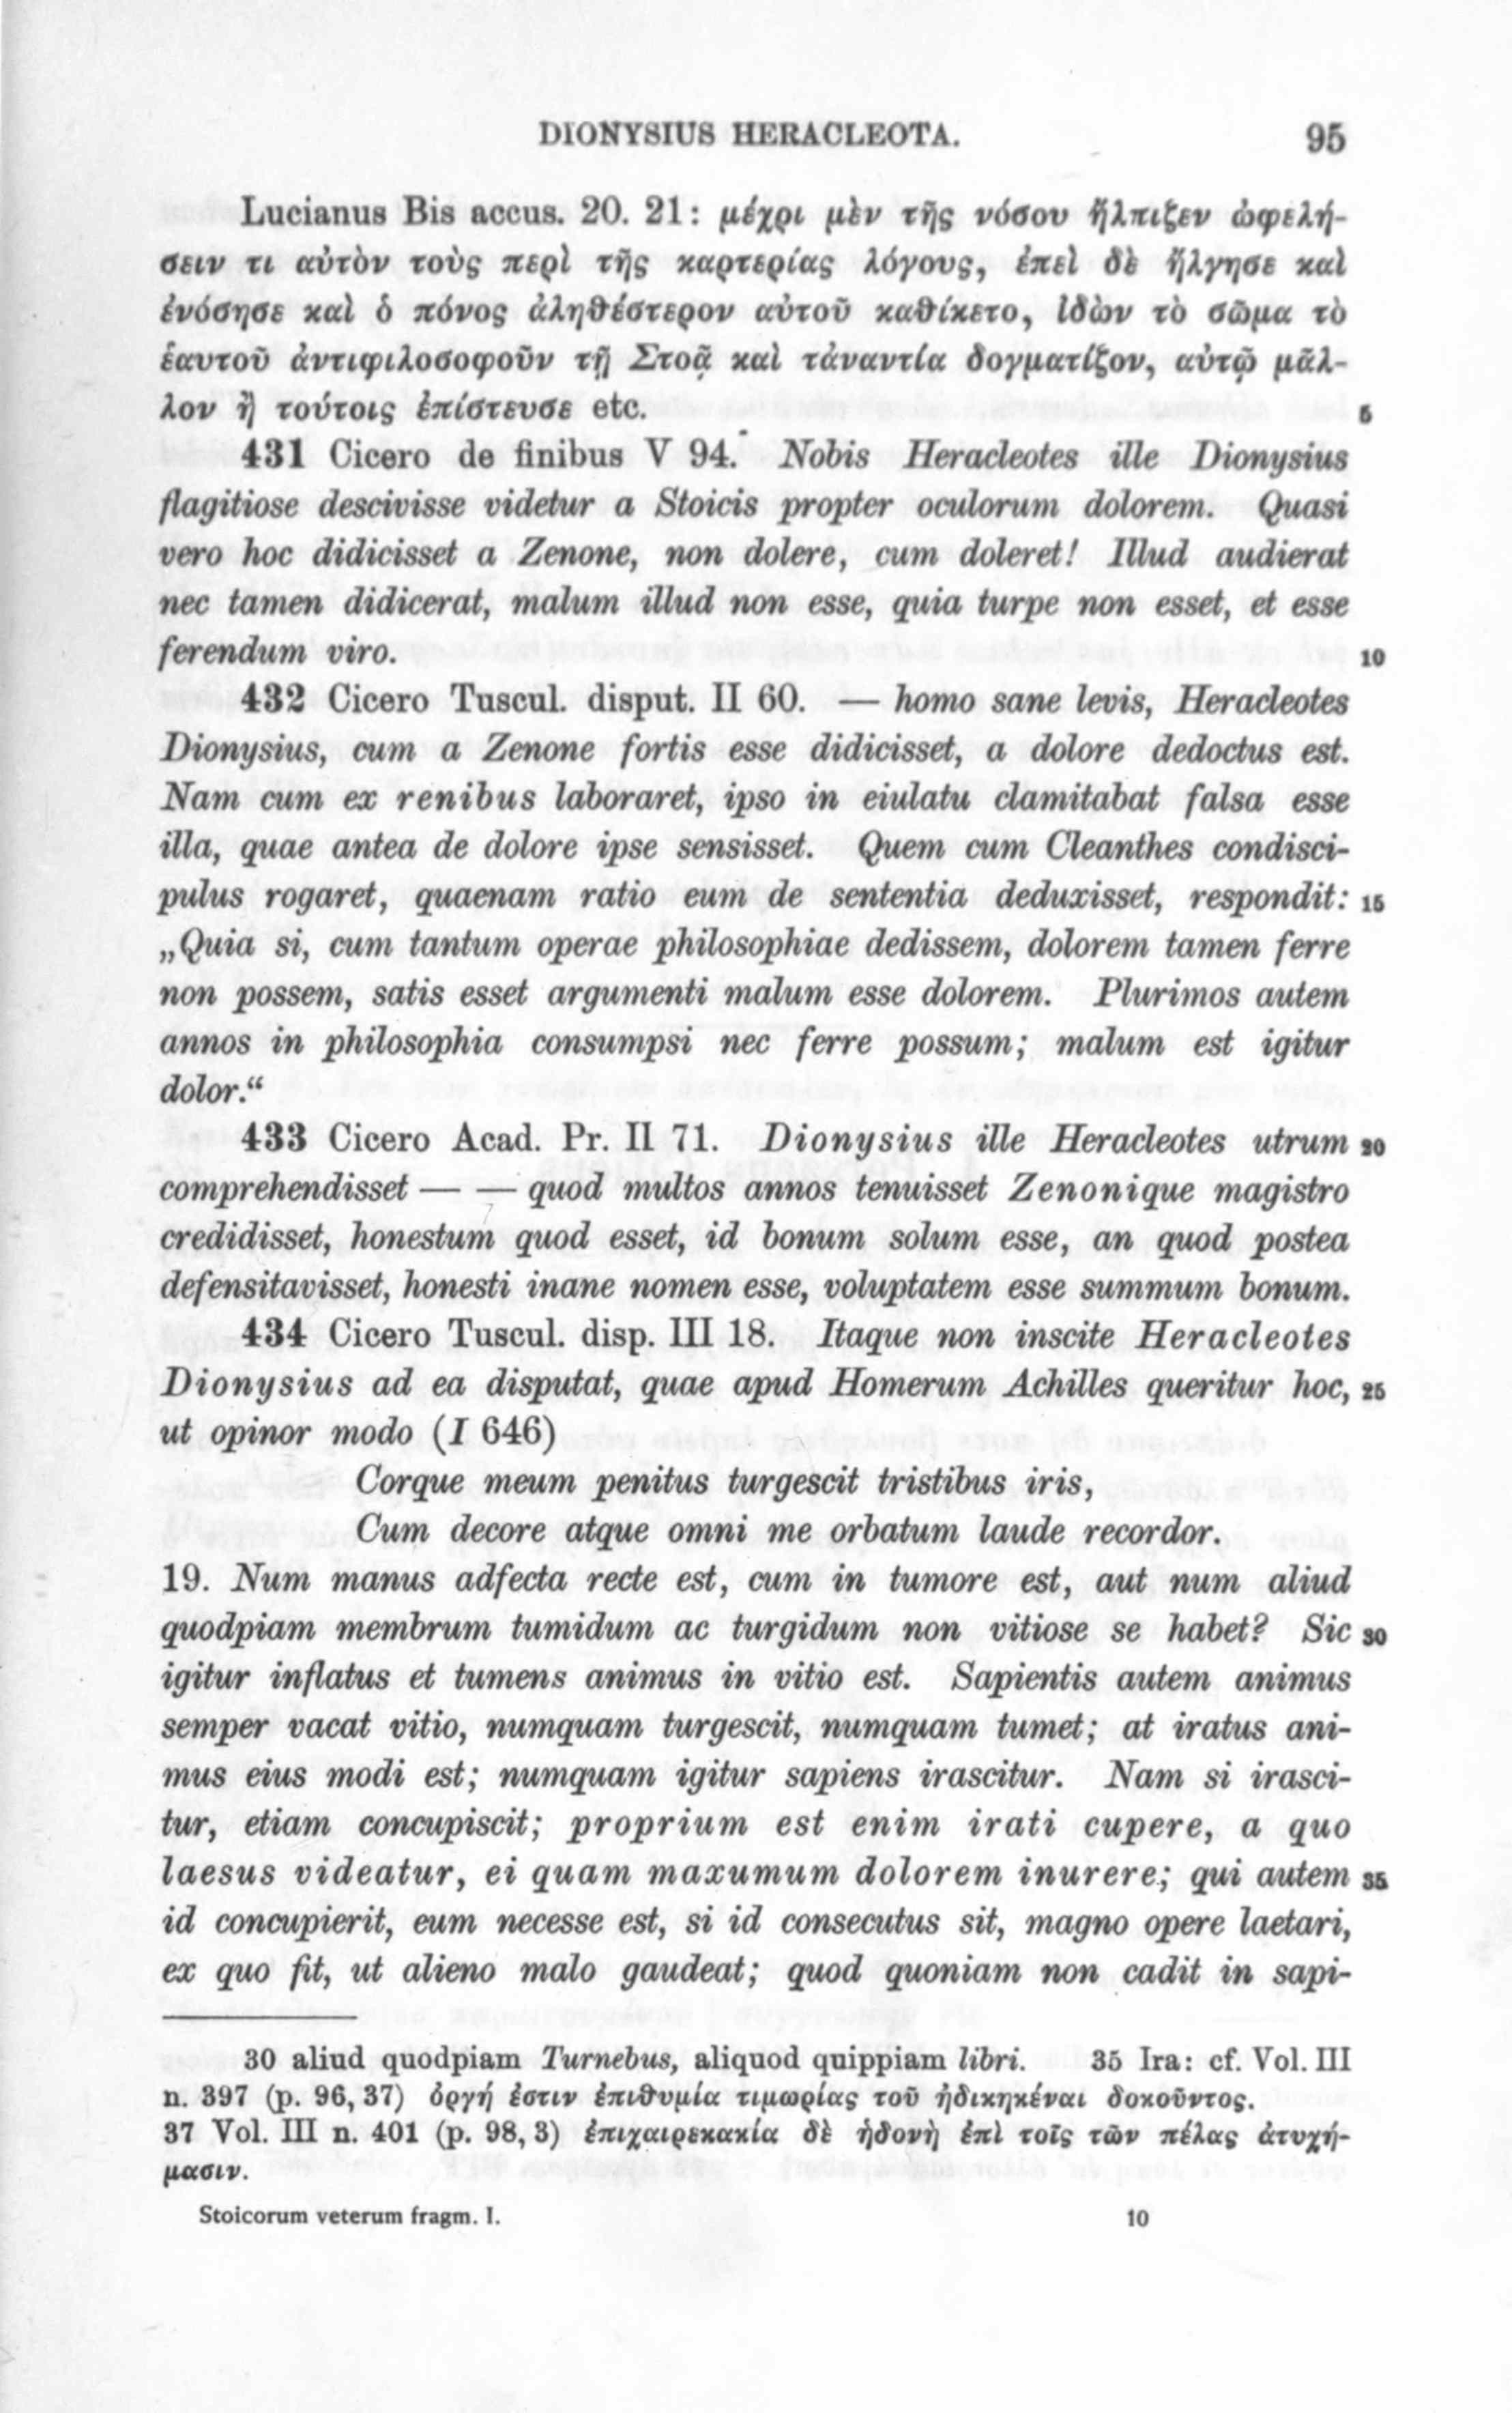 DIONYSIUS HERACLEOTA. 95
Lucianus Bis accus. 20. 21: μέχρι μὲν τῆς νόσου ἤλπιζεν ὠφελή-
σειν τι αὐτὸν τοὺς περὶ τῆς καρτερίας λόγους, ἐπεὶ δὲ ἤλγησε καὶ
ἐνόσησε καὶ ὁ πόνος ἀληθέστερον αὐτοῦ καθίκετο, ἰδὼν τὸ σῶμα τὸ
ἑαυτοῦ ἀντιφιλοσοφοῦν τῇ Στοᾷ καὶ τἀναντία δογματίζον, αὐτῷ μᾶλ-
λον ἢ τούτοις ἐπίστευσε etc. 5
431 Cicero de finibus V 94. Nobis Heracleotes ille Dionysius
flagitiose descivisse videtur a Stoicis propter oculorum dolorem. Quasi
vero hoc didicisset a Zenone, non dolere, cum doleret! Illud audierat
nec tamen didicerat, malum illud non esse, quia turpe non esset, et esse
ferendum viro. 10
432 Cicero Tuscul. disput. II 60. — homo sane levis, Heracleotes
Dionysius, cum a Zenone fortis esse didicisset, a dolore dedoctus est.
Nam cum ex renibus laboraret, ipso in eiulatu clamitabat falsa esse
illa, quae antea de dolore ipse sensisset. Quem cum Cleanthes condisci-
pulus rogaret, quaenam ratio eum de sententia deduxisset, respondit: 15
„Quia si, cum tantum operae philosophiae dedissem, dolorem tamen ferre
non possem, satis esset argumenti malum esse dolorem. Plurimos autem
annos in philosophia consumpsi nec ferre possum; malum est igitur
dolor.“
433 Cicero Acad. Pr. II 71. Dionysius ille Heracleotes utrum 20
comprehendisset — — quod multos annos tenuisset Zenonique magistro
credidisset, honestum quod esset, id bonum solum esse, an quod postea
defensitavisset, honesti inane nomen esse, voluptatem esse summum bonum.
434 Cicero Tuscul. disp. III 18. Itaque non inscite Heracleotes
Dionysius ad ea disputat, quae apud Homerum Achilles queritur hoc, 25
ut opinor modo (I 646)
Corque meum penitus turgescit tristibus iris,
Cum decore atque omni me orbatum laude recordor.
19. Num manus adfecta recte est, cum in tumore est, aut num aliud
quodpiam membrum tumidum ac turgidum non vitiose se habet? Sic 30
igitur inflatus et tumens animus in vitio est. Sapientis autem animus
semper vacat vitio, numquam turgescit, numquam tumet; at iratus ani-
mus eius modi est; numquam igitur sapiens irascitur. Nam si irasci-
tur, etiam concupiscit; proprium est enim irati cupere, a quo
laesus videatur, ei quam maxumum dolorem inurere; qui autem 35
id concupierit, eum necesse est, si id consecutus sit, magno opere laetari,
ex quo fit, ut alieno malo gaudeat; quod quoniam non cadit in sapi-
30 aliud quodpiam Turnebus, aliquod quippiam libri. 35 Ira: cf. Vol. III
n. 397 (p. 96, 37) ὀργή ἐστιν ἐπιθυμία τιμωρίας τοῦ ἠδικηκέναι δοκοῦντος.
37 Vol. III n. 401 (p. 98, 3) ἐπιχαιρεκακία δὲ ἡδονὴ ἐπὶ τοῖς τῶν πέλας ἀτυχή-
μασιν.
Stoicorum veterum fragm. I. 10